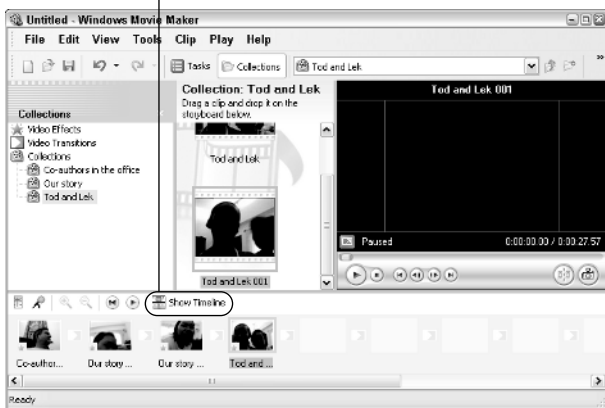 Untitled - Windows Movie Maker
File Edit View Tools Clip Play Help
Tasks Collections Tod and Lek
»
Collections
Video Effects
Video Transitions
Collections
Co-authors in the office
Our story
Tod and Lek
Collection: Tod and Lek
Drag a clip and drop it on the
storyboard below.
Tod and Lek
Tod and Lek 001
Tod and Lek 001
Paused 0:00:00.00 / 0:00:27.57
Show Timeline
Co-author... Our story ... Our story ... Tod and ...
Ready